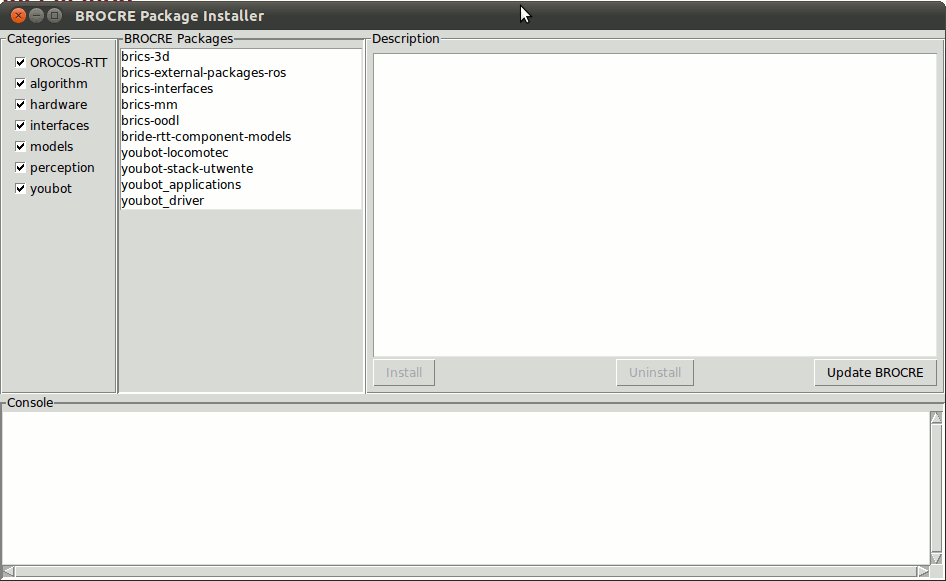 BROCRE Package Installer
Categories
OROCOS-RTT
algorithm
hardware
interfaces
models
perception
youbot
BROCRE Packages
brics-3d
brics-external-packages-ros
brics-interfaces
brics-mm
brics-oodl
bride-rtt-component-models
youbot-locomotec
youbot-stack-utwente
youbot_applications
youbot_driver
Description
Install
Uninstall
Update BROCRE
Console